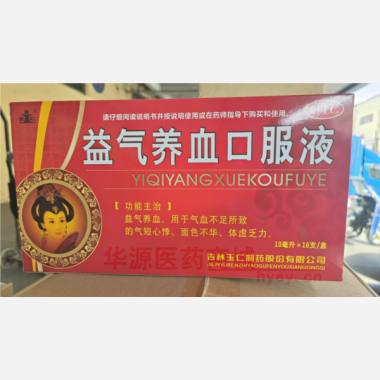 请仔细阅读说明书并按说明使用或在药师指导下购买和使用。
OTC
益气养血口服液
YIQIYANGXUEKOUFUYE
【功能主治】
益气养血。用于气血不足所致
的气短心悸、面色不华、体虚乏力。
10毫升×16支/盒
华源医药商城
hyey.cn
吉林玉仁制药股份有限公司
JILINYURENZHIYAOGUFENYOUXIANGONGSI